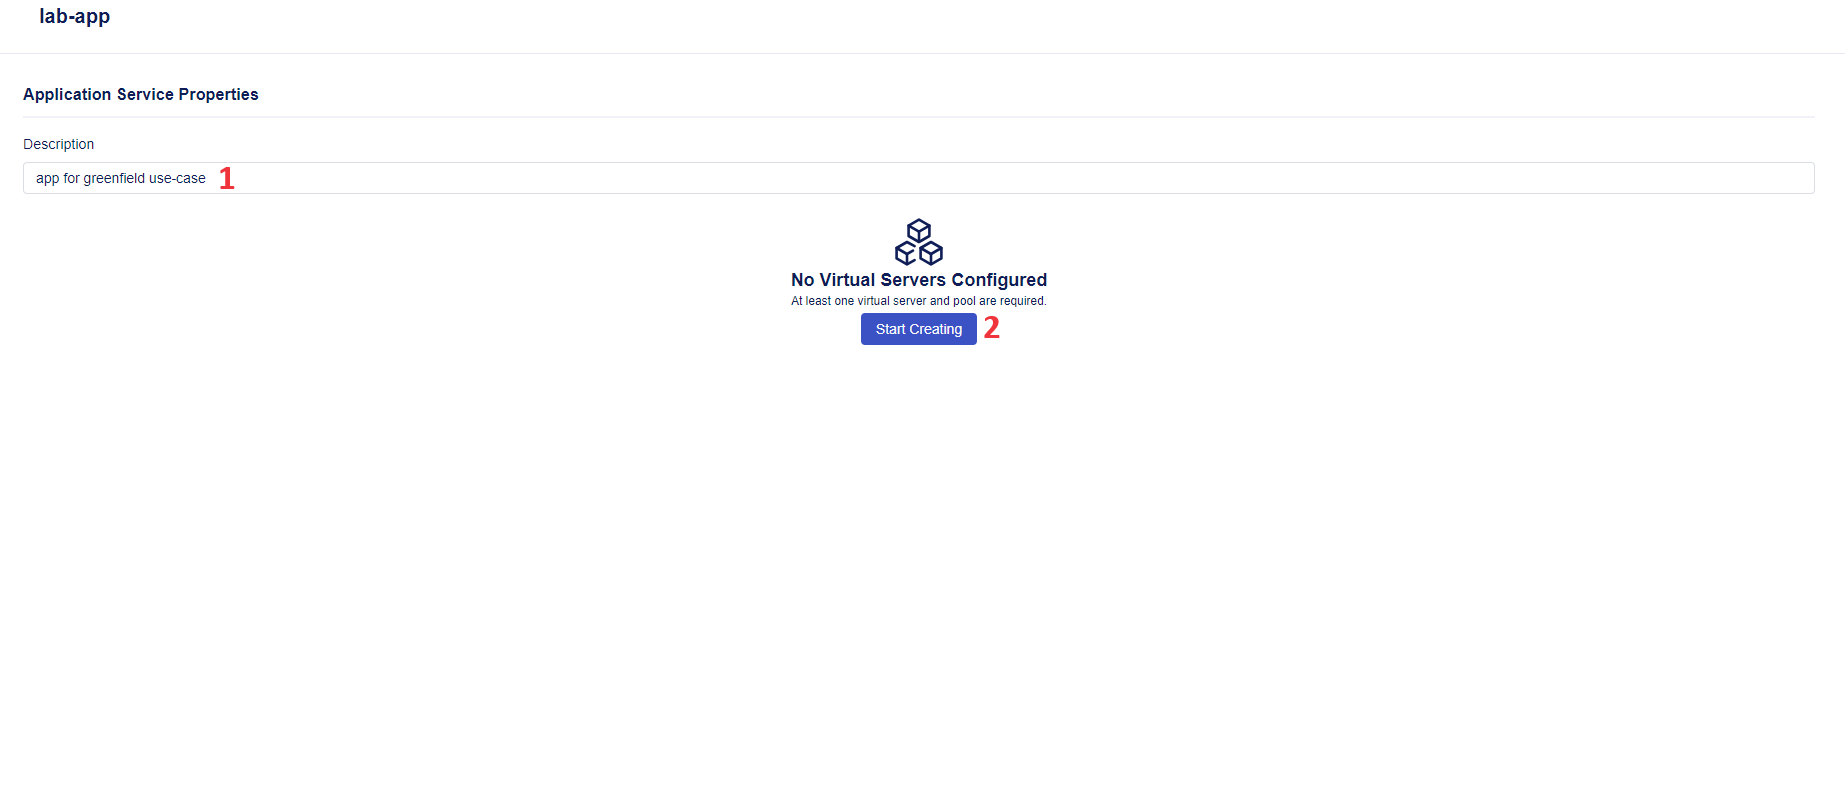 lab-app
Application Service Properties
Description
app for greenfield use-case 1
No Virtual Servers Configured
At least one virtual server and pool are required.
Start Creating 2